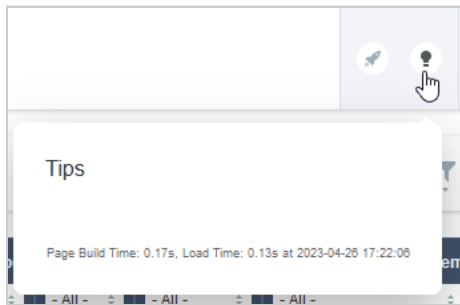 Tips
Page Build Time: 0.17s, Load Time: 0.13s at 2023-04-26 17:22:06
em
- All - - All - - All -